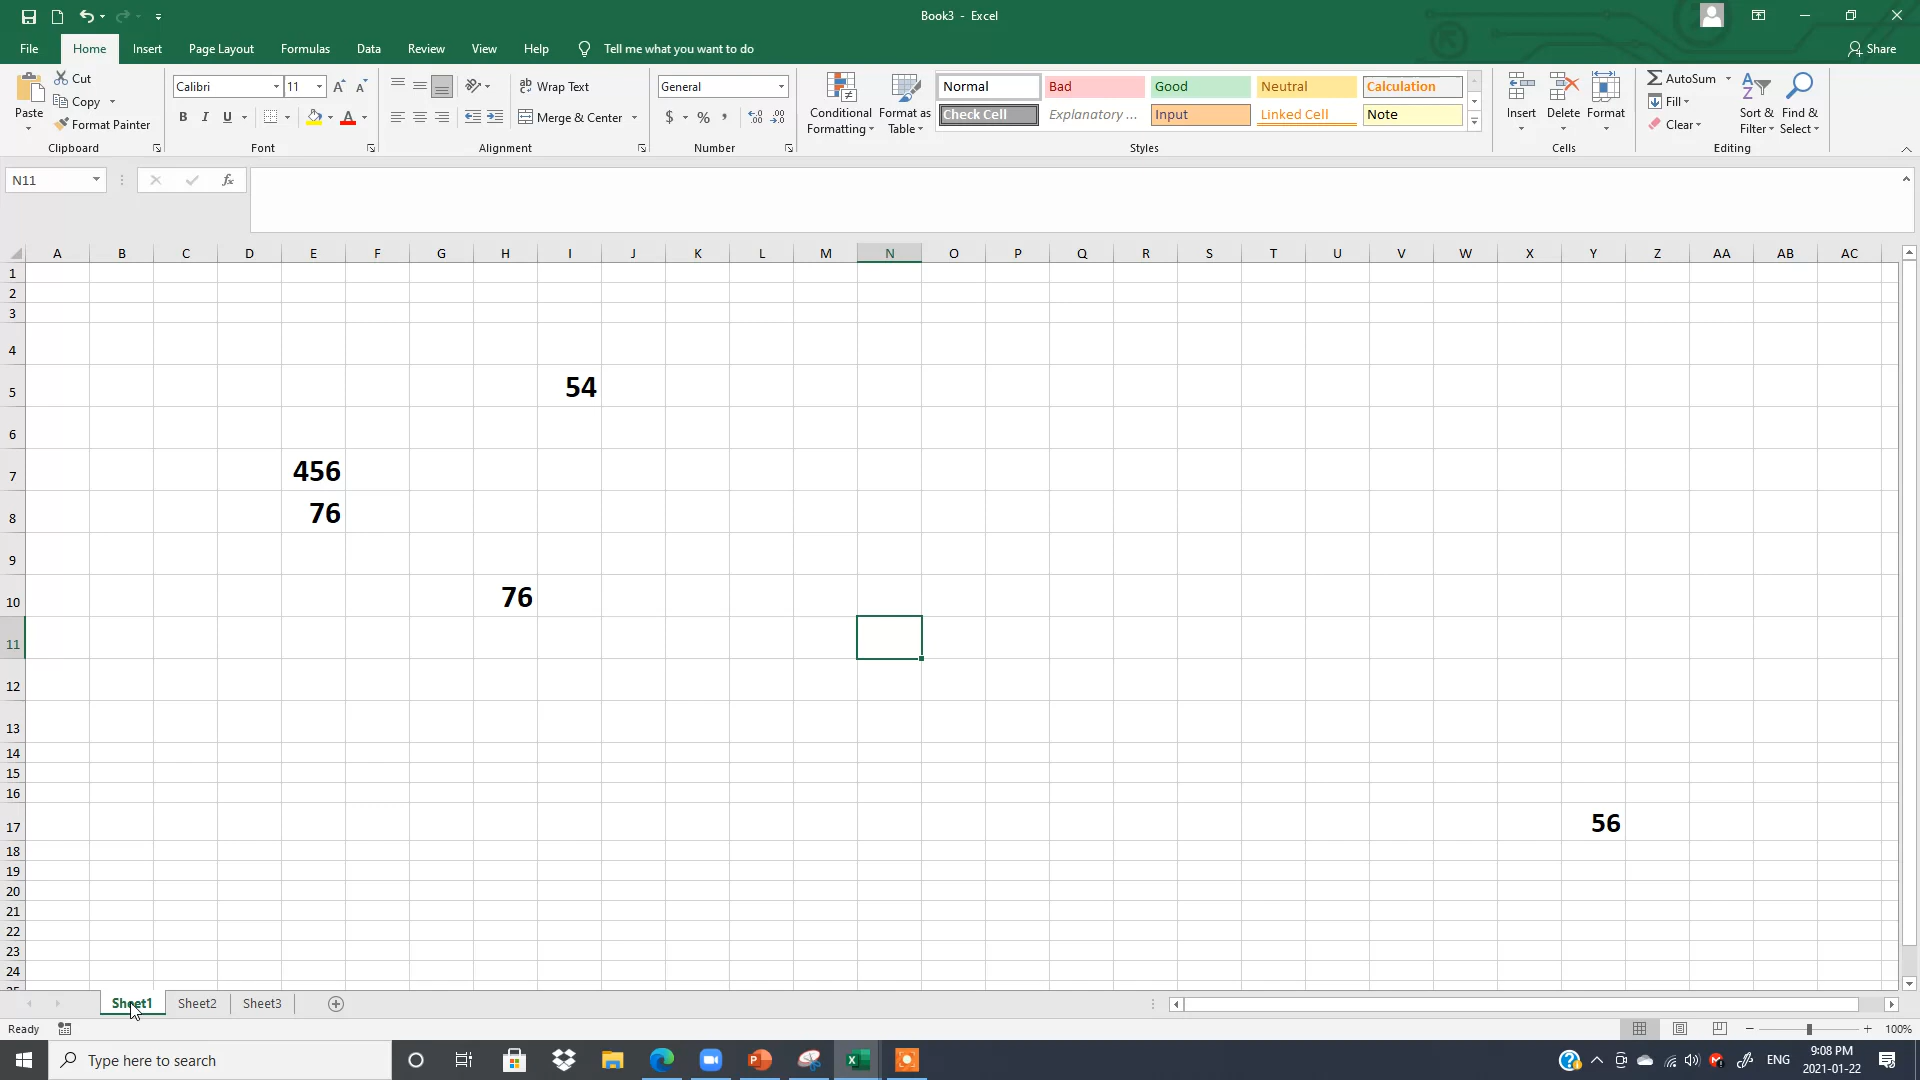 Book3 - Excel
File Home Insert Page Layout Formulas Data Review View Help Tell me what you want to do Share
Paste
Cut
Copy
Format Painter
Clipboard
Calibri 11
B I U
Font
Wrap Text
Merge & Center
Alignment
General
$ % ,
Number
Conditional Formatting
Format as Table
Normal Bad Good Neutral Calculation
Check Cell Explanatory ... Input Linked Cell Note
Styles
Insert Delete Format
Cells
AutoSum
Fill
Clear
Sort & Filter
Find & Select
Editing
N11 fx
A B C D E F G H I J K L M N O P Q R S T U V W X Y Z AA AB AC
1
2
3
4
5 54
6
7 456
8 76
9
10 76
11
12
13
14
15
16
17 56
18
19
20
21
22
23
24
25
Sheet1 Sheet2 Sheet3
Ready 100%
Type here to search ENG 9:08 PM
2021-01-22